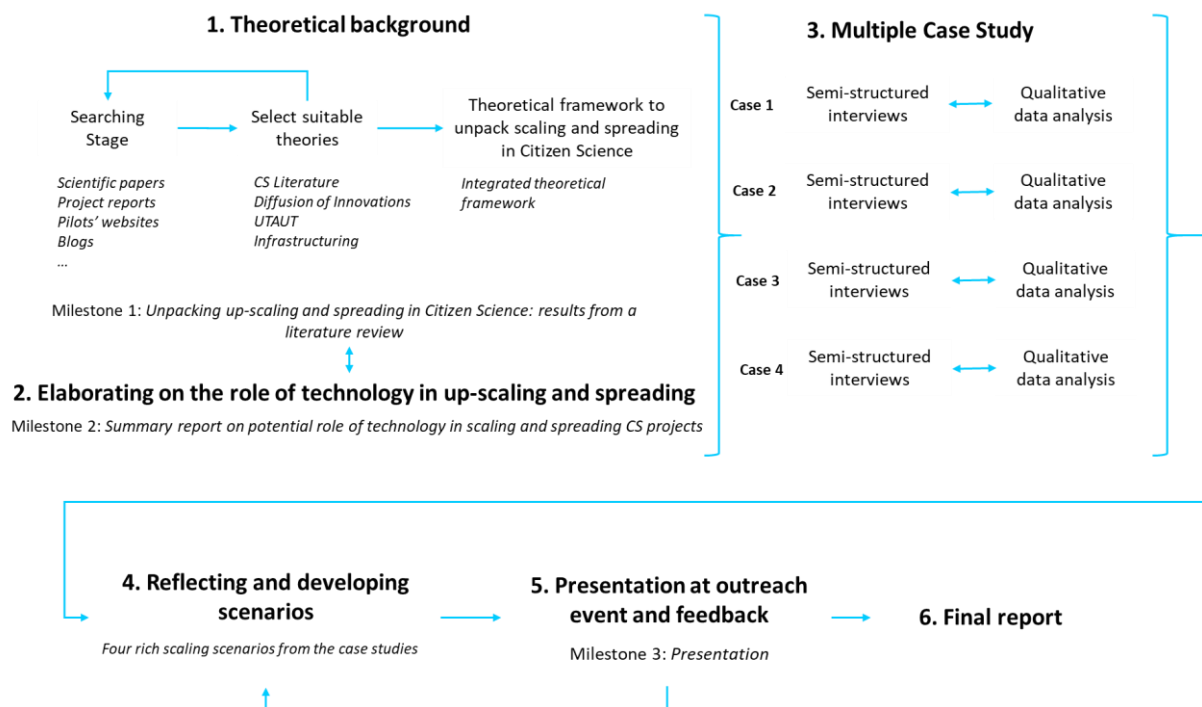 1. Theoretical background
Searching
Stage
Select suitable
theories
Theoretical framework to
unpack scaling and spreading
in Citizen Science
Scientific papers
Project reports
Pilots' websites
Blogs
...
CS Literature
Diffusion of Innovations
UTAUT
Infrastructuring
Integrated theoretical
framework
Milestone 1: Unpacking up-scaling and spreading in Citizen Science: results from a
literature review
2. Elaborating on the role of technology in up-scaling and spreading
Milestone 2: Summary report on potential role of technology in scaling and spreading CS projects
3. Multiple Case Study
Case 1
Semi-structured
interviews
Qualitative
data analysis
Case 2
Semi-structured
interviews
Qualitative
data analysis
Case 3
Semi-structured
interviews
Qualitative
data analysis
Case 4
Semi-structured
interviews
Qualitative
data analysis
4. Reflecting and developing
scenarios
Four rich scaling scenarios from the case studies
5. Presentation at outreach
event and feedback
Milestone 3: Presentation
6. Final report